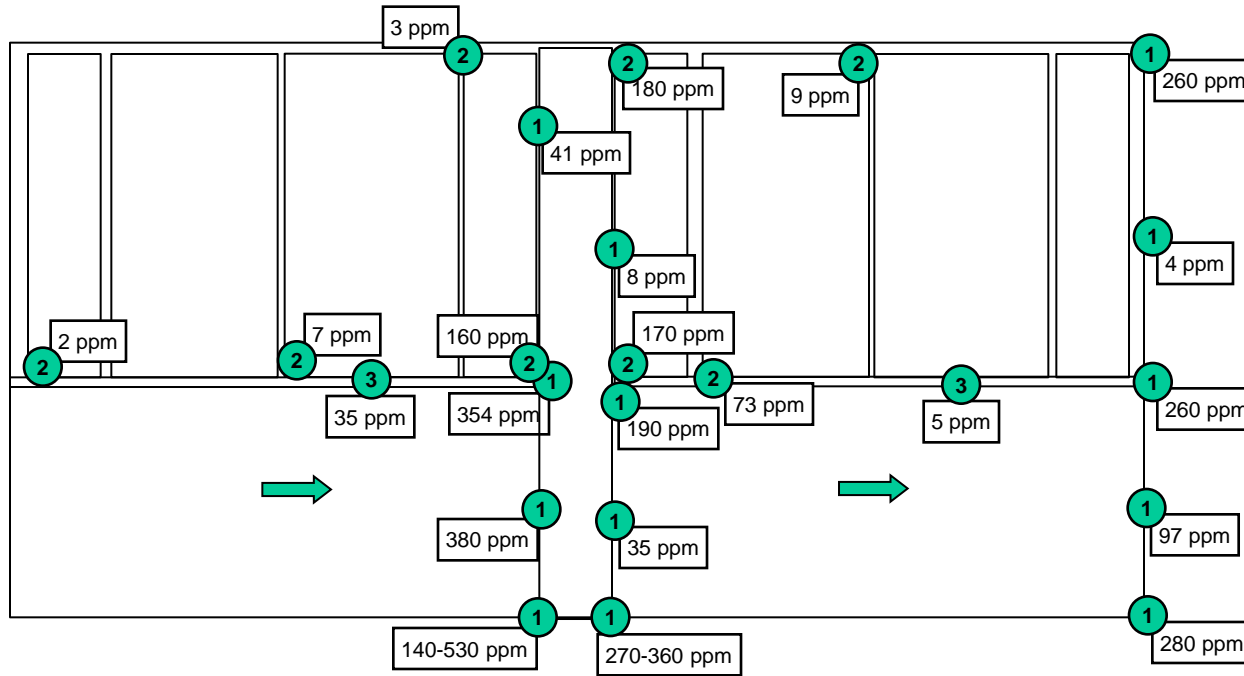 3 ppm
2
2
180 ppm
2
9 ppm
1
260 ppm
1
41 ppm
1
8 ppm
1
4 ppm
2 ppm
2
7 ppm
2
160 ppm
2
170 ppm
2
3
35 ppm
1
354 ppm
1
190 ppm
2
73 ppm
3
5 ppm
1
260 ppm
1
380 ppm
1
35 ppm
1
97 ppm
1
140-530 ppm
1
270-360 ppm
1
280 ppm